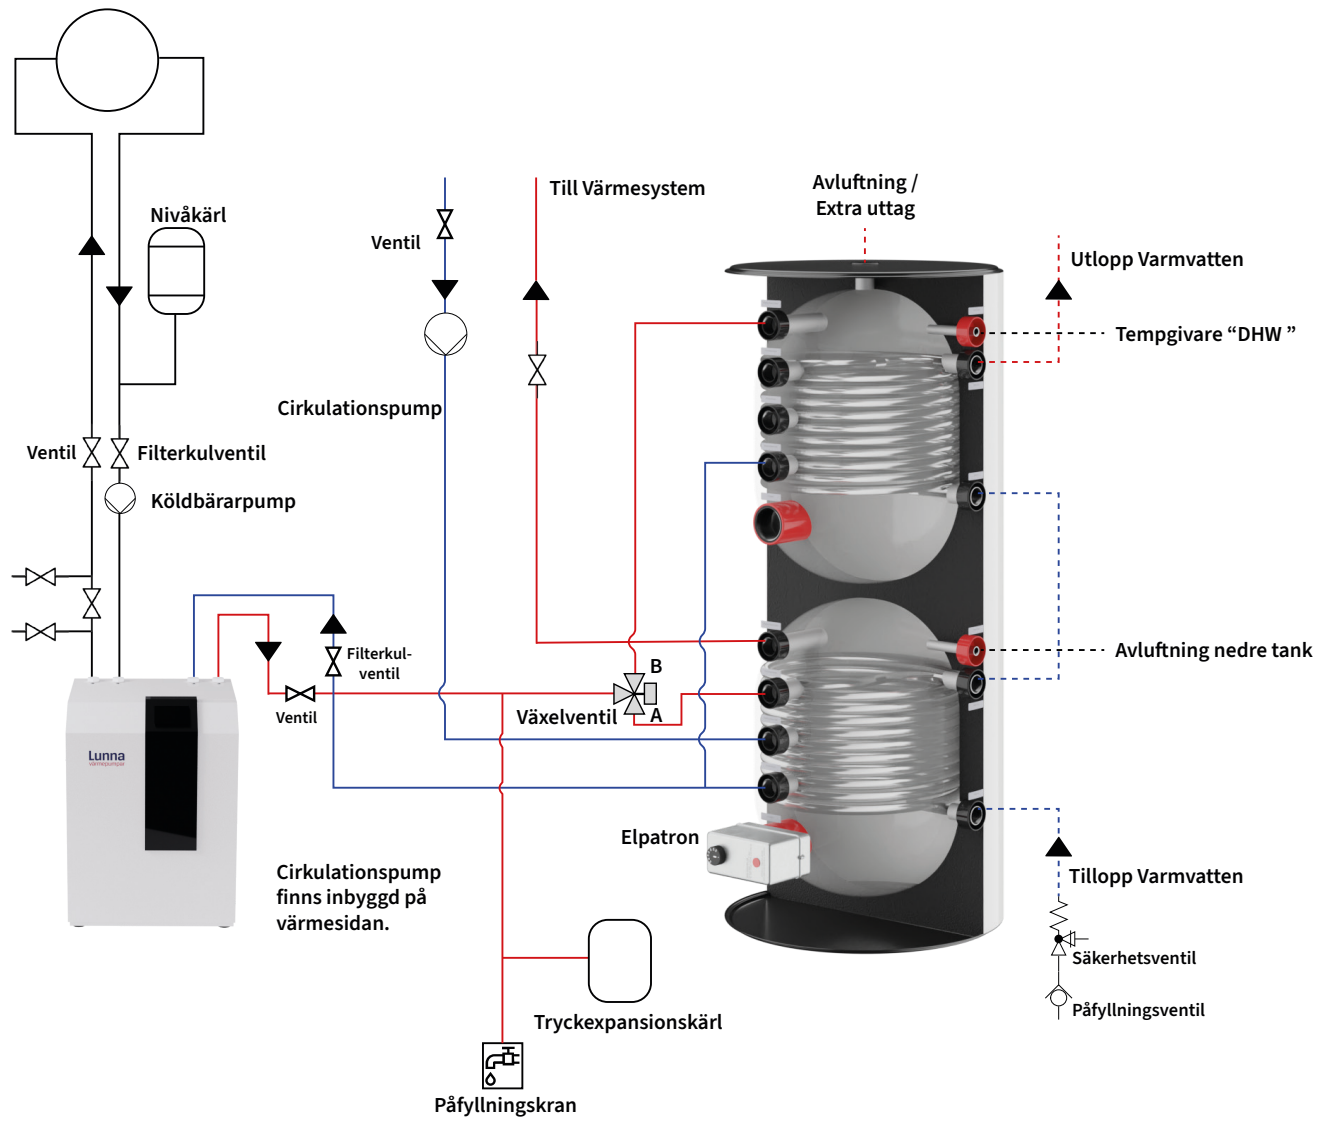 Nivåkärl
Ventil
Till Värmesystem
Avluftning /
Extra uttag
Utlopp Varmvatten
Tempgivare “DHW ”
Cirkulationspump
Ventil
Filterkulventil
Köldbärarpump
Filterkul-
ventil
Ventil
Växelventil
B
A
Avluftning nedre tank
Lunna
värmepumpar
Elpatron
Cirkulationspump
finns inbyggd på
värmesidan.
Tillopp Varmvatten
Säkerhetsventil
Påfyllningsventil
Tryckexpansionskärl
Påfyllningskran